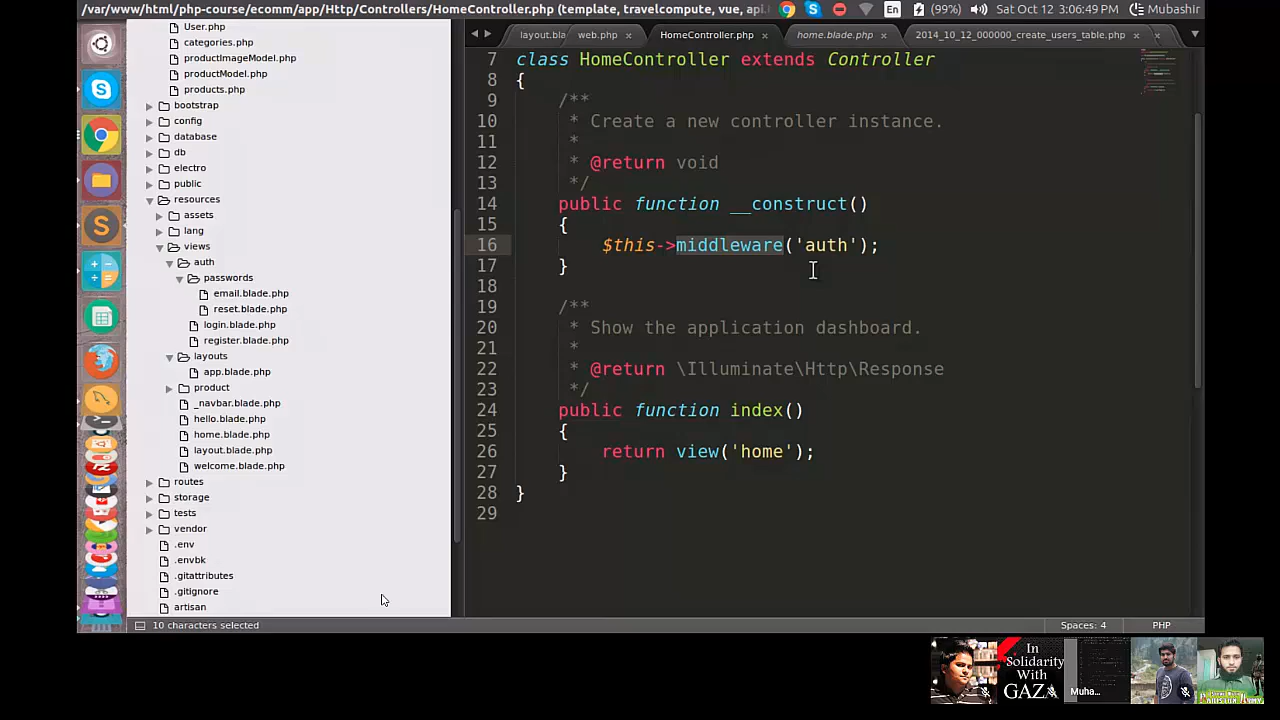 /var/www/html/php-course/ecomm/app/Http/Controllers/HomeController.php (template, travelcompute, vue, apl.
En (99%) Sat Oct 12 3:06:49 PM Mubashir
User.php
categories.php
productImageModel.php
productModel.php
products.php
bootstrap
config
database
db
electro
public
resources
assets
lang
views
auth
passwords
email.blade.php
reset.blade.php
login.blade.php
register.blade.php
layouts
app.blade.php
product
_navbar.blade.php
hello.blade.php
home.blade.php
layout.blade.php
welcome.blade.php
routes
storage
tests
vendor
.env
.envbk
.gitattributes
.gitignore
artisan
layout.bla web.php × HomeController.php × home.blade.php × 2014_10_12_000000_create_users_table.php ×
7 class HomeController extends Controller
8 {
9 /**
10 * Create a new controller instance.
11 *
12 * @return void
13 */
14 public function __construct()
15 {
16 $this->middleware('auth');
17 }
18
19 /**
20 * Show the application dashboard.
21 *
22 * @return \Illuminate\Http\Response
23 */
24 public function index()
25 {
26 return view('home');
27 }
28 }
29
10 characters selected Spaces: 4 PHP
In
Solidarity
With
GAZA
Muha...